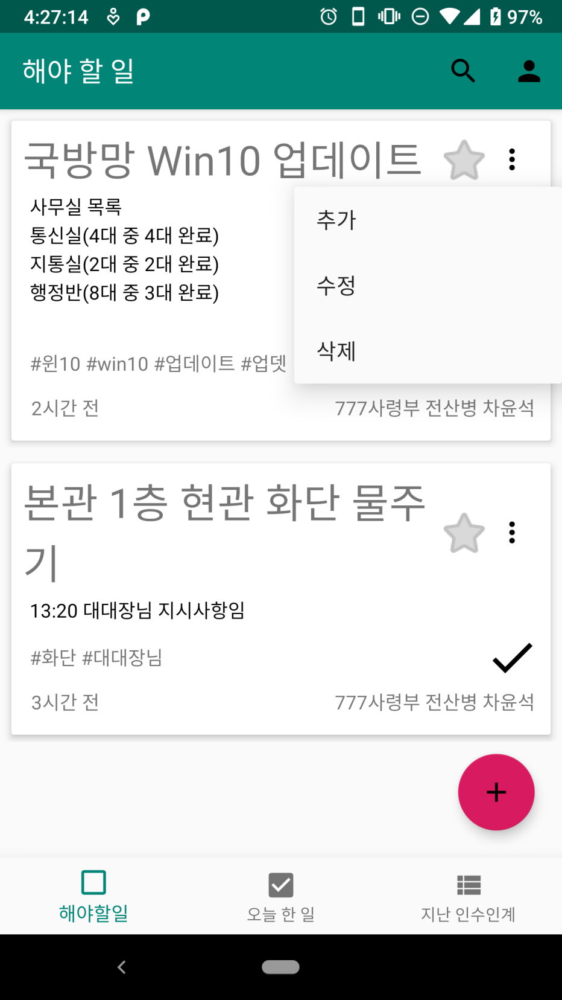 4:27:14
97%
해야 할 일
국방망 Win10 업데이트
사무실 목록
통신실(4대 중 4대 완료)
지통실(2대 중 2대 완료)
행정반(8대 중 3대 완료)
추가
수정
삭제
#윈10 #win10 #업데이트 #업뎃
2시간 전
777사령부 전산병 차윤석
본관 1층 현관 화단 물주
기
13:20 대대장님 지시사항임
#화단 #대대장님
3시간 전
777사령부 전산병 차윤석
해야할일
오늘 한 일
지난 인수인계